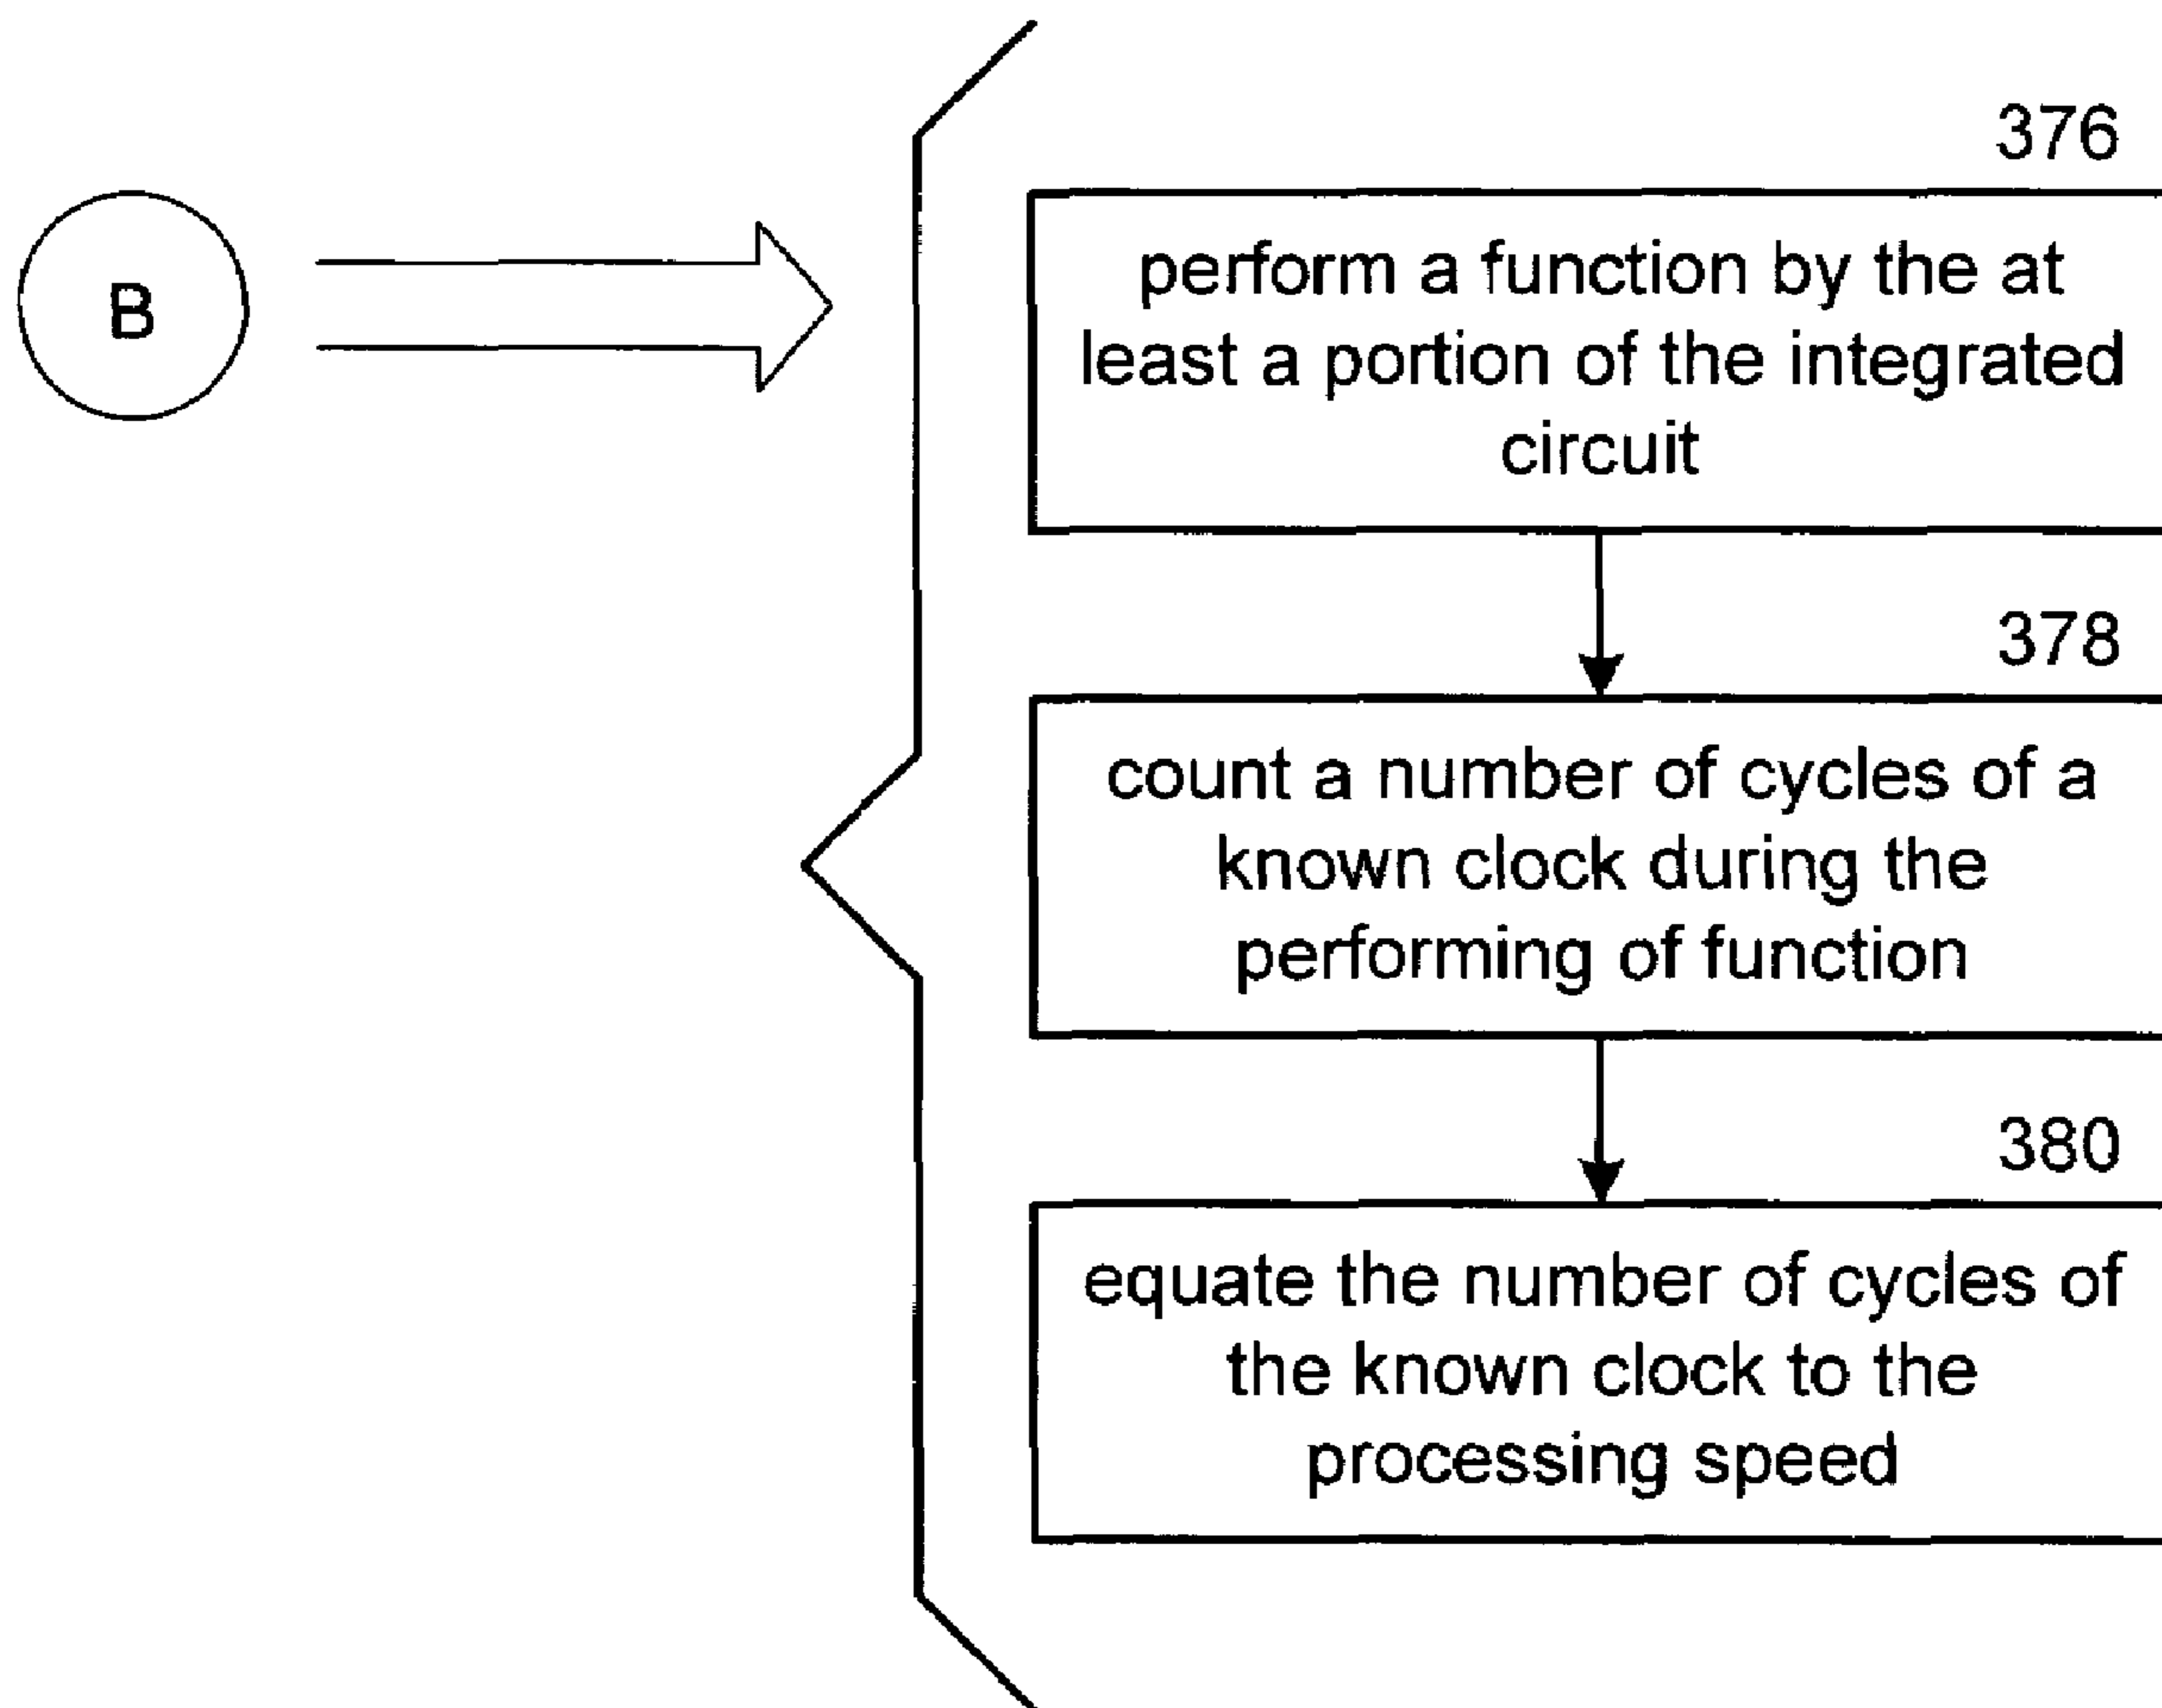 B
376
perform a function by the at
least a portion of the integrated
circuit
378
count a number of cycles of a
known clock during the
performing of function
380
equate the number of cycles of
the known clock to the
processing speed